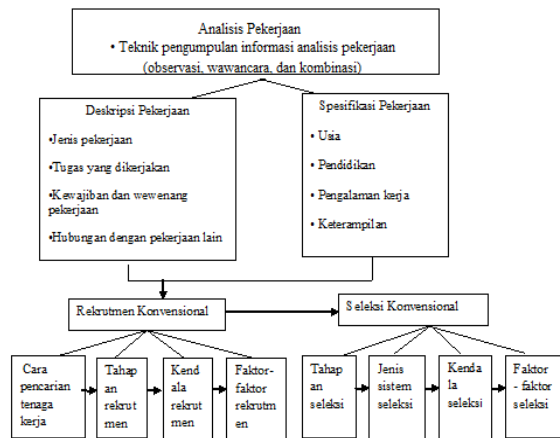 Analisis Pekerjaan
• Teknik pengumpulan informasi analisis pekerjaan
(observasi, wawancara, dan kombinasi)
Deskripsi Pekerjaan
•Jenis pekerjaan
•Tugas yang dikerjakan
•Kewajiban dan wewenang
pekerjaan
•Hubungan dengan pekerjaan lain
Spesifikasi Pekerjaan
• Usia
• Pendidikan
• Pengalaman kerja
• Keterampilan
Rekrutmen Konvensional
Seleksi Konvensional
Cara
pencarian
tenaga
kerja
Tahap
an
rekrut
men
Kend
ala
rekrut
men
Faktor-
faktor
rekrutm
en
Tahap
an
seleksi
Jenis
sistem
seleksi
Kenda
la
seleksi
Faktor
- faktor
seleksi